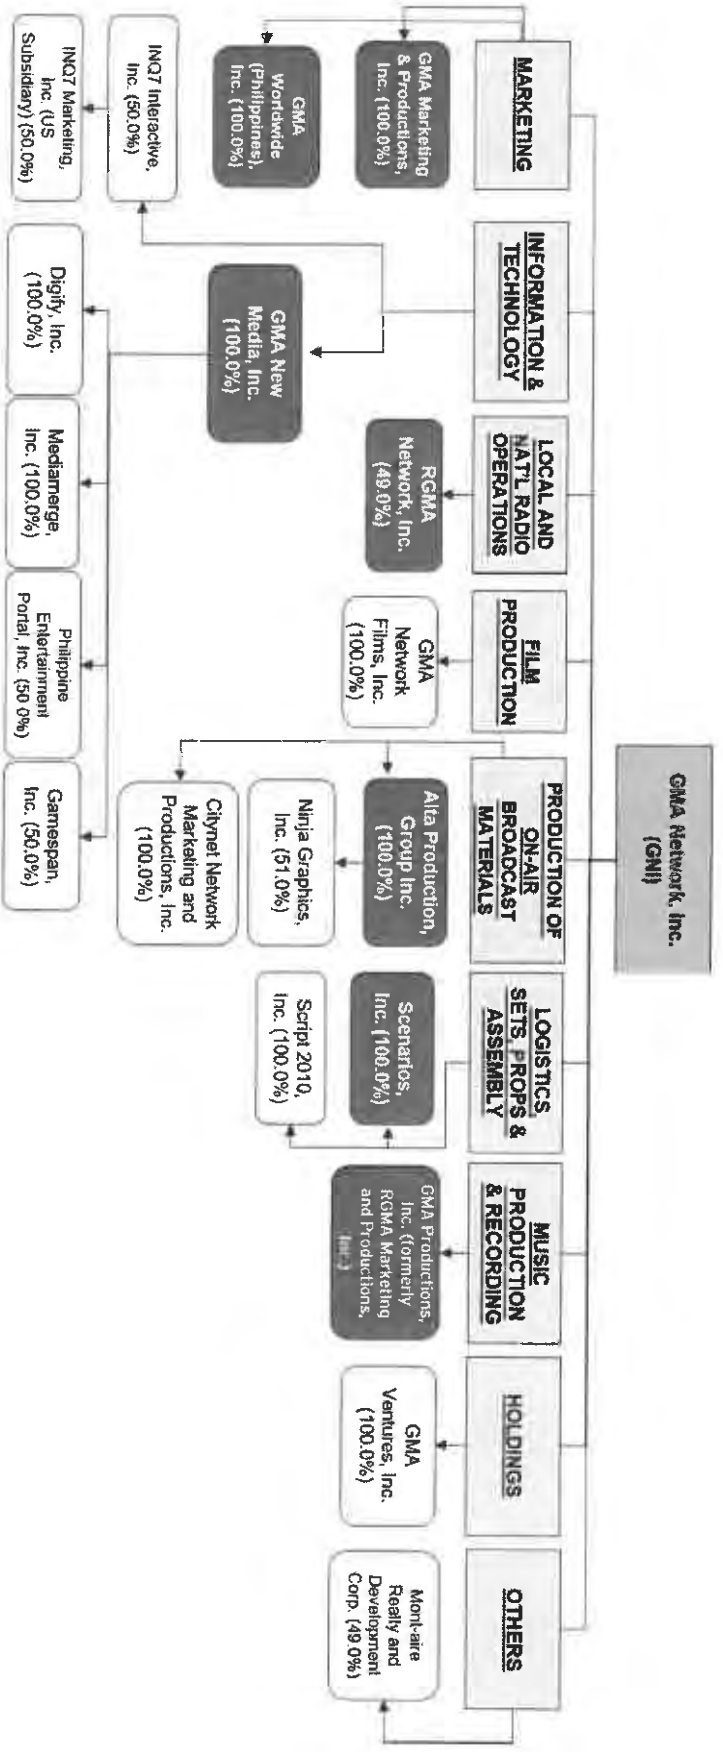 GMA Network, Inc.
(GNI)
MARKETING
GMA Marketing
& Productions,
Inc. (100.0%)
GMA
Worldwide
(Philippines),
Inc. (100.0%)
INFORMATION &
TECHNOLOGY
INQ7 Interactive,
Inc. (50.0%)
INQ7 Marketing,
Inc. (US
Subsidiary) (50.0%)
GMA New
Media, Inc.
(100.0%)
Digify, Inc.
(100.0%)
Mediamerge,
Inc. (100.0%)
Philippine
Entertainment
Portal, Inc. (50.0%)
Gamespan,
Inc. (50.0%)
LOCAL AND
NAT'L RADIO
OPERATIONS
RGMA
Network, Inc.
(49.0%)
FILM
PRODUCTION
GMA
Network
Films, Inc.
(100.0%)
PRODUCTION OF
ON-AIR
BROADCAST
MATERIALS
Alta Production,
Group Inc.
(100.0%)
Ninja Graphics,
Inc. (51.0%)
Citynet Network
Marketing and
Productions, Inc.
(100.0%)
LOGISTICS,
SETS, PROPS &
ASSEMBLY
Scenarios,
Inc. (100.0%)
Script 2010,
Inc. (100.0%)
MUSIC
PRODUCTION
& RECORDING
GMA Productions,
Inc. (formerly
RGMA Marketing
and Productions,
Inc.)
HOLDINGS
GMA
Ventures, Inc.
(100.0%)
OTHERS
Mont-aire
Realty and
Development
Corp. (49.0%)